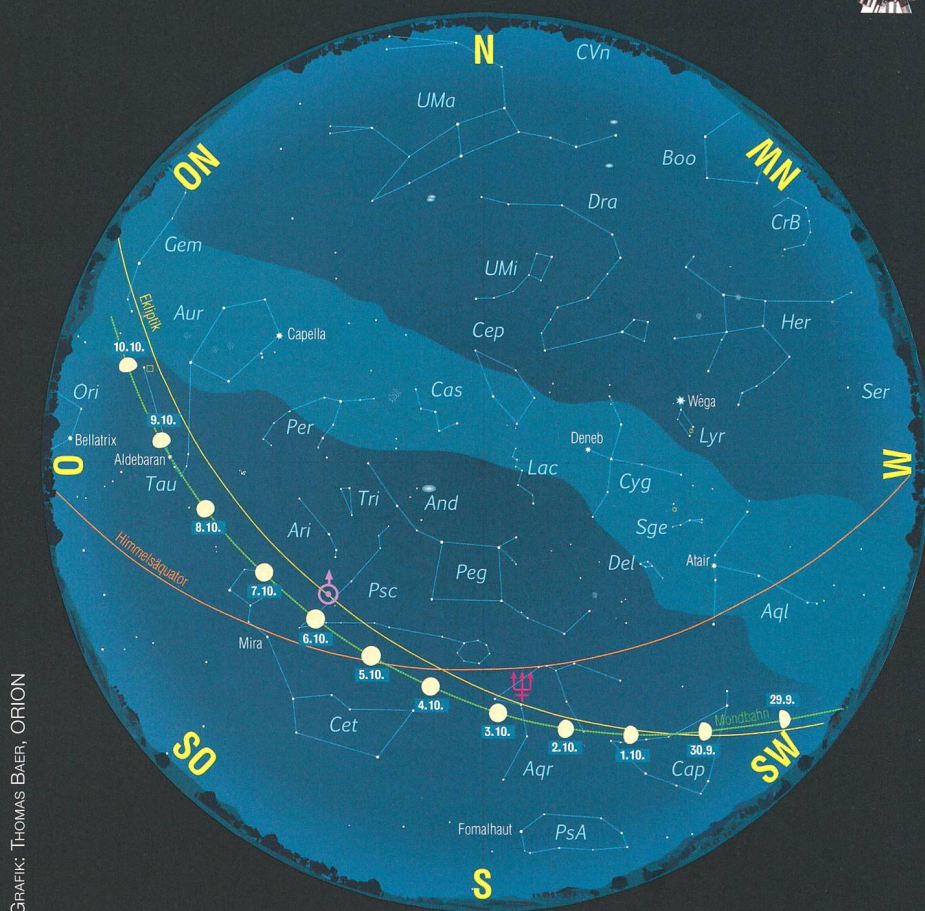 N
CVn
UMa
NO
Boo
NW
Dra
CrB
Gem
UMi
Ekliptik
Aur
Capella
Cep
Her
10.10.
Ori
Cas
Ser
Wega
9.10.
Per
Bellatrix
Aldebaran
Deneb
Lyr
O
W
Tau
Lac
Cyg
Tri
And
8.10.
Ari
Sge
Himmelsäquator
Del
Atair
Peg
7.10.
Psc
Aql
Mira
6.10.
5.10.
4.10.
29.9.
Mondbahn
Cet
3.10.
2.10.
1.10.
30.9.
SO
SW
Aqr
Cap
Fomalhaut
PsA
S
GRAFIK: THOMAS BAER, ORION